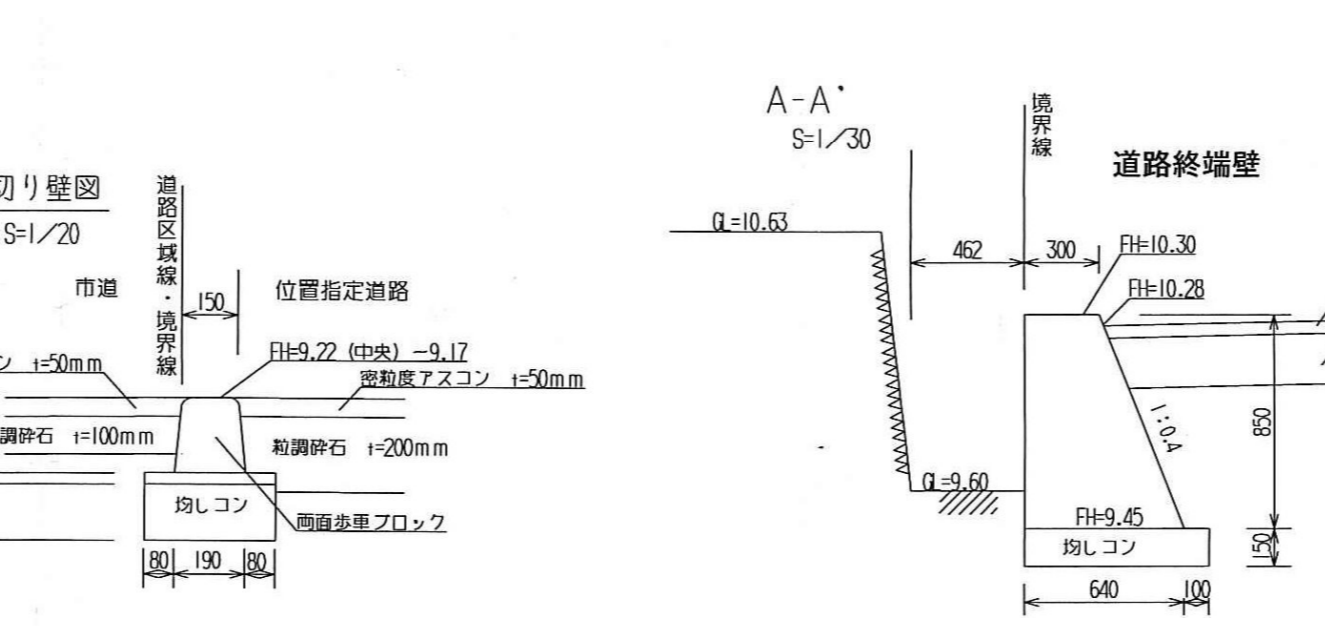 切り壁図
S=1/20
道路区域線・境界線
市道
150
位置指定道路
FH=9.22 (中央) -9.17
ン t=50mm
密粒度アスコン t=50mm
調砕石 t=100mm
粒調砕石 t=200mm
均しコン
両面歩車ブロック
80
190
80
A-A'
S=1/30
境界線
道路終端壁
GL=10.63
462
300
FH=10.30
FH=10.28
1:0.4
850
GL=9.60
FH=9.45
均しコン
150
640
100